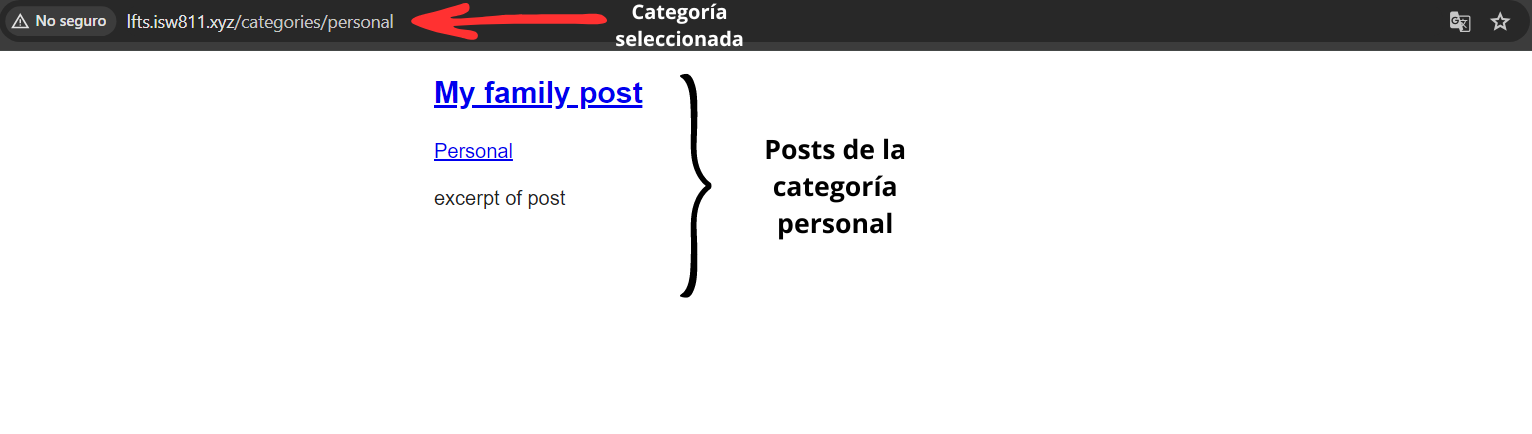 No seguro lfts.isw811.xyz/categories/personal
Categoría
seleccionada
My family post
Personal
excerpt of post
Posts de la
categoría
personal